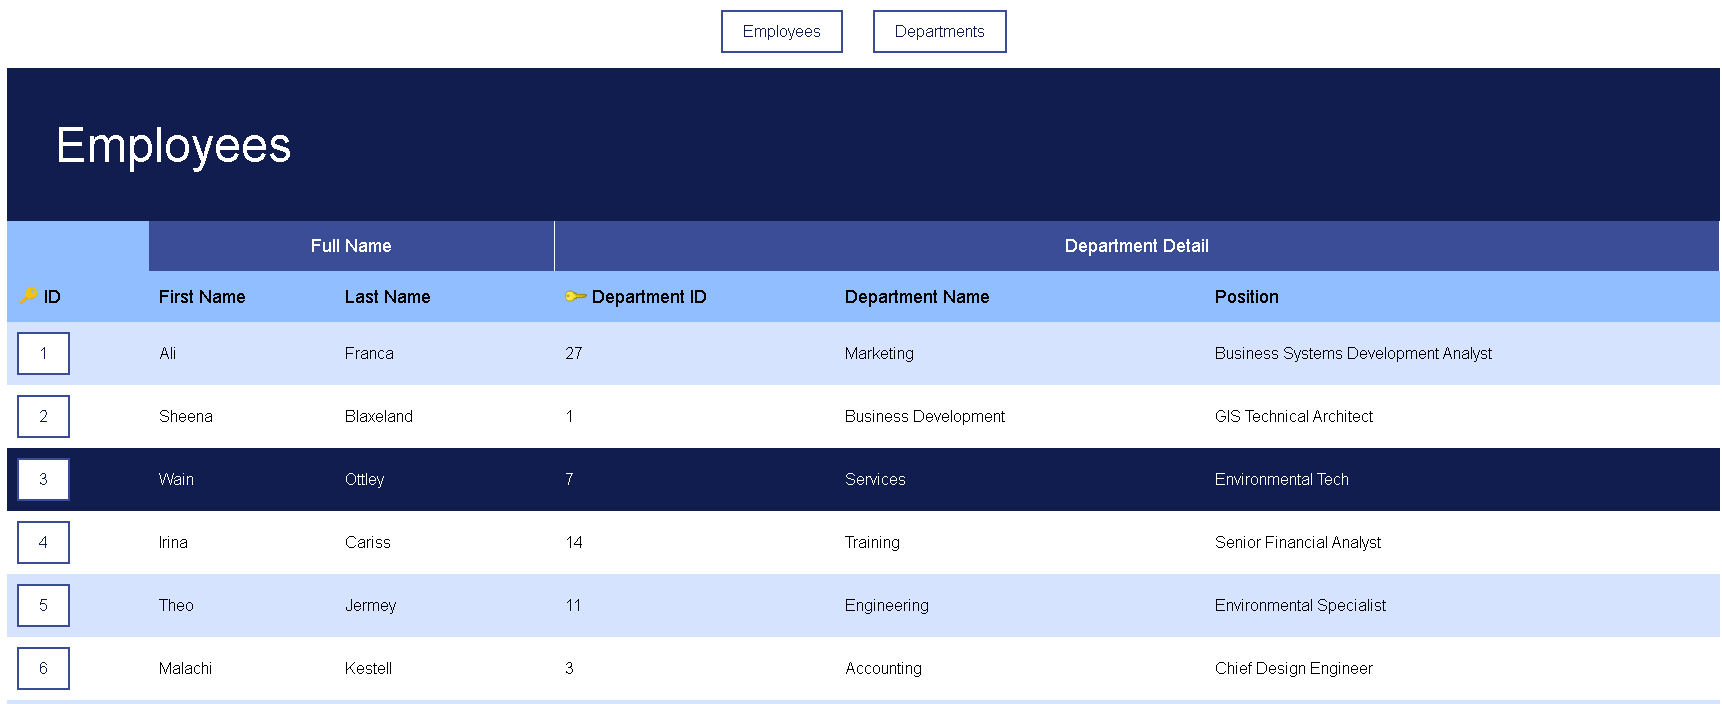 Employees Departments
Employees
Full Name Department Detail
ID First Name Last Name Department ID Department Name Position
1 Ali Franca 27 Marketing Business Systems Development Analyst
2 Sheena Blaxeland 1 Business Development GIS Technical Architect
3 Wain Ottley 7 Services Environmental Tech
4 Irina Cariss 14 Training Senior Financial Analyst
5 Theo Jermey 11 Engineering Environmental Specialist
6 Malachi Kestell 3 Accounting Chief Design Engineer